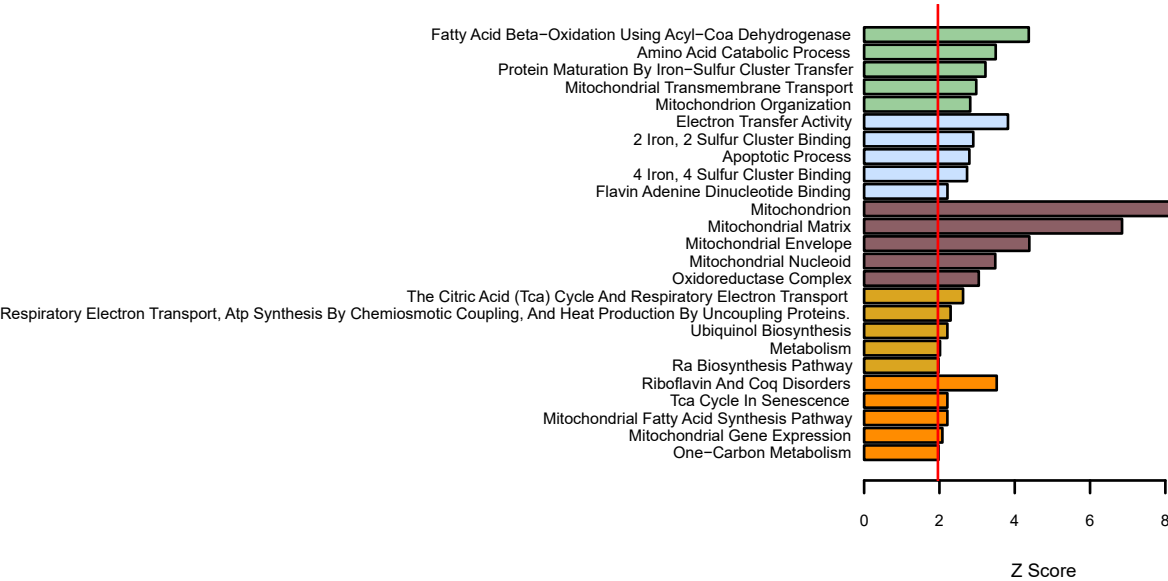 Fatty Acid Beta−Oxidation Using Acyl−Coa Dehydrogenase
Amino Acid Catabolic Process
Protein Maturation By Iron−Sulfur Cluster Transfer
Mitochondrial Transmembrane Transport
Mitochondrion Organization
Electron Transfer Activity
2 Iron, 2 Sulfur Cluster Binding
Apoptotic Process
4 Iron, 4 Sulfur Cluster Binding
Flavin Adenine Dinucleotide Binding
Mitochondrion
Mitochondrial Matrix
Mitochondrial Envelope
Mitochondrial Nucleoid
Oxidoreductase Complex
The Citric Acid (Tca) Cycle And Respiratory Electron Transport
Respiratory Electron Transport, Atp Synthesis By Chemiosmotic Coupling, And Heat Production By Uncoupling Proteins.
Ubiquinol Biosynthesis
Metabolism
Ra Biosynthesis Pathway
Riboflavin And Coq Disorders
Tca Cycle In Senescence
Mitochondrial Fatty Acid Synthesis Pathway
Mitochondrial Gene Expression
One−Carbon Metabolism
0 2 4 6 8
Z Score